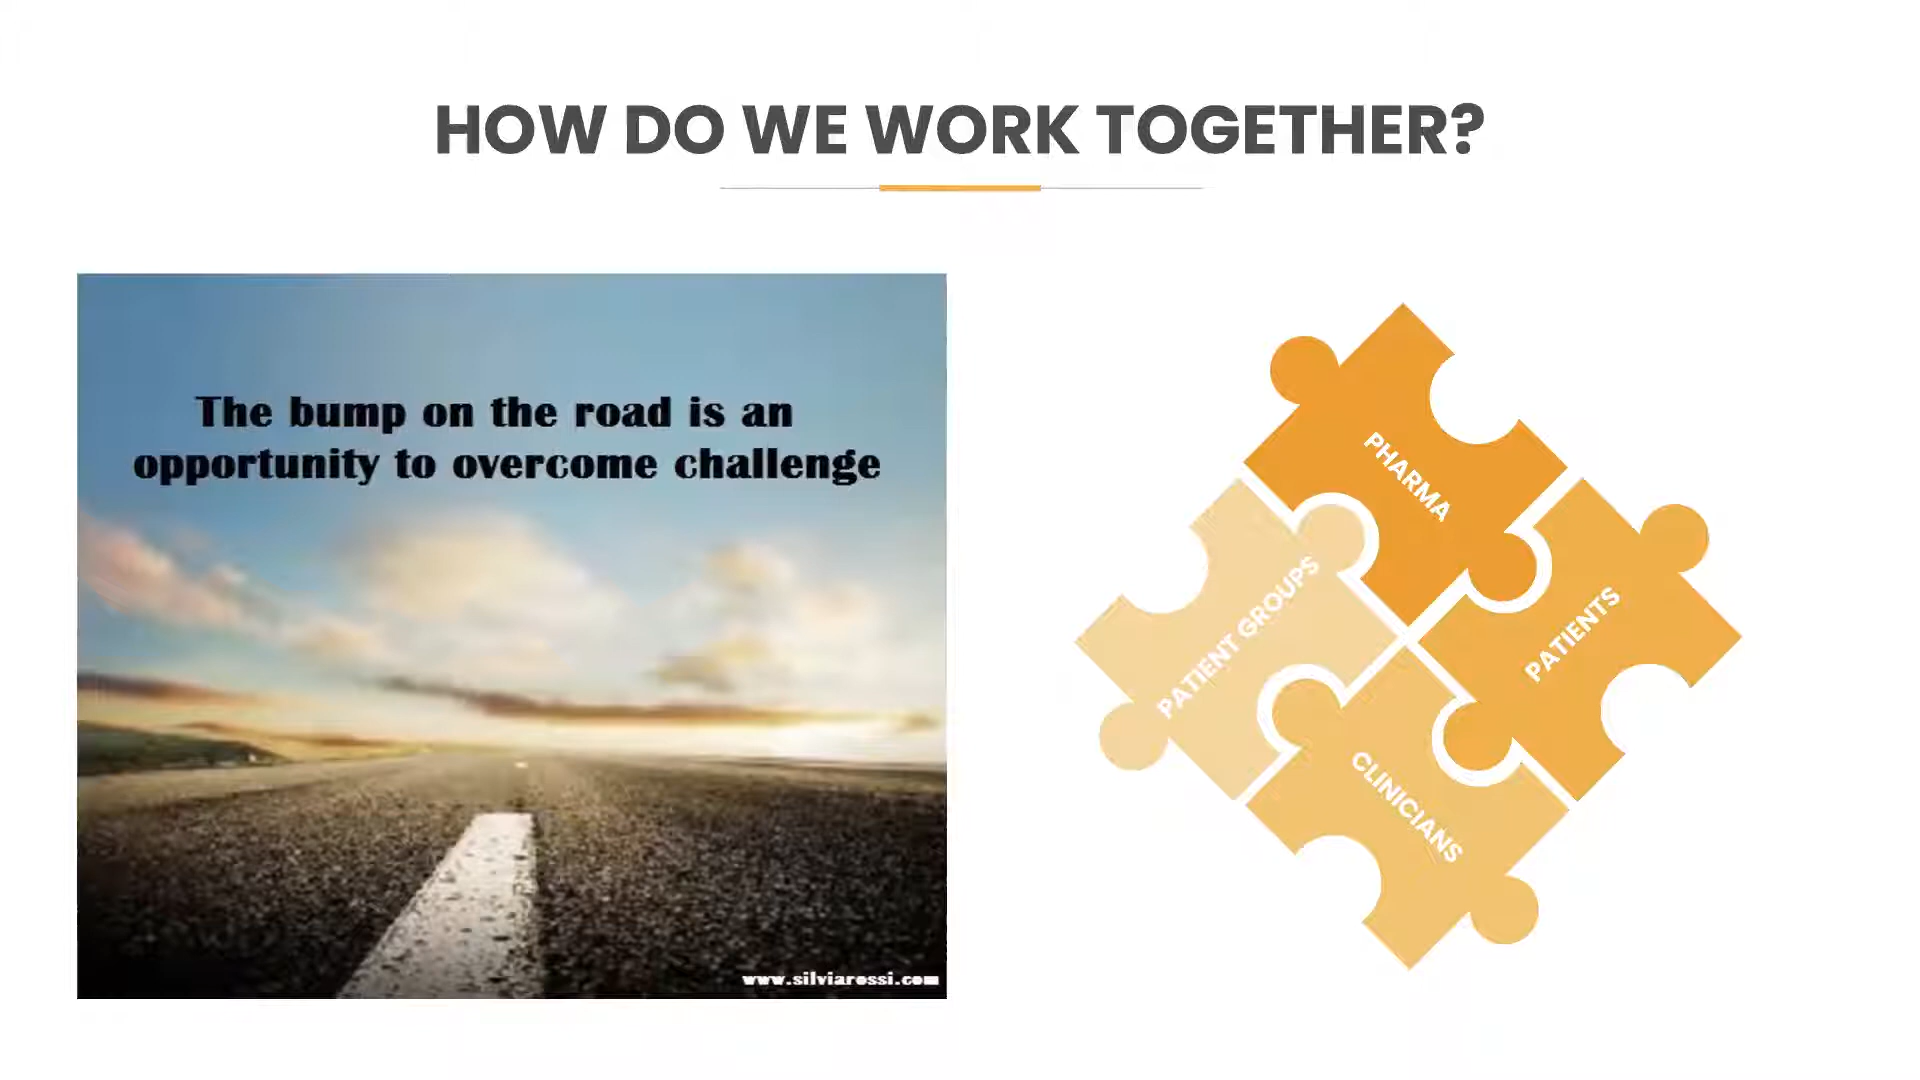 HOW DO WE WORK TOGETHER?
The bump on the road is an
opportunity to overcome challenge
www.silviarossi.com
PHARMA
PATIENT GROUPS
PATIENTS
CLINICIANS